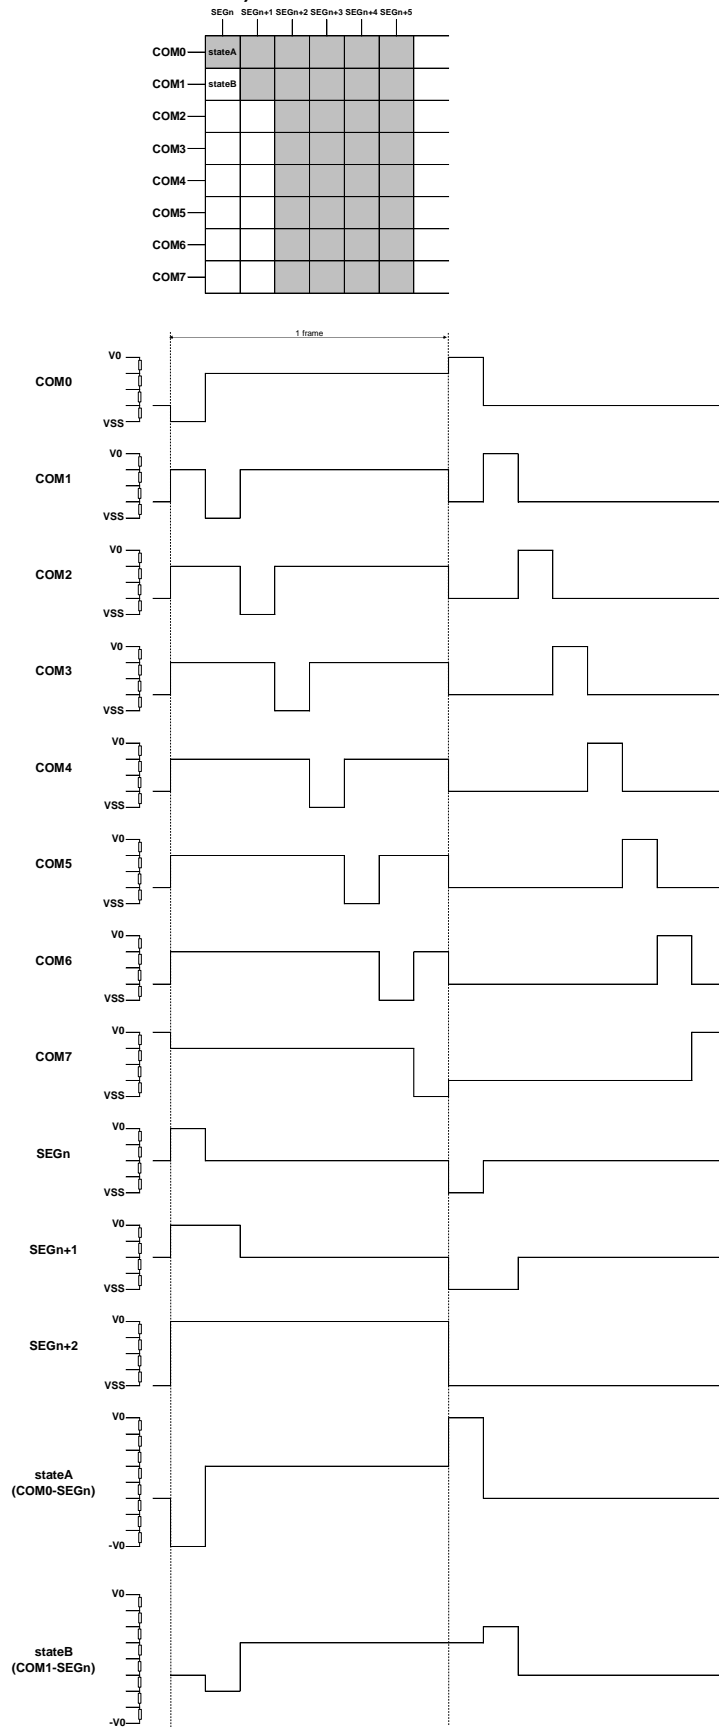 SEGn SEGn+1 SEGn+2 SEGn+3 SEGn+4 SEGn+5
COM0 stateA
COM1 stateB
COM2
COM3
COM4
COM5
COM6
COM7
1 frame
V0
COM0
VSS
V0
COM1
VSS
V0
COM2
VSS
V0
COM3
VSS
V0
COM4
VSS
V0
COM5
VSS
V0
COM6
VSS
V0
COM7
VSS
V0
SEGn
VSS
V0
SEGn+1
VSS
V0
SEGn+2
VSS
V0
stateA
(COM0-SEGn)
-V0
V0
stateB
(COM1-SEGn)
-V0